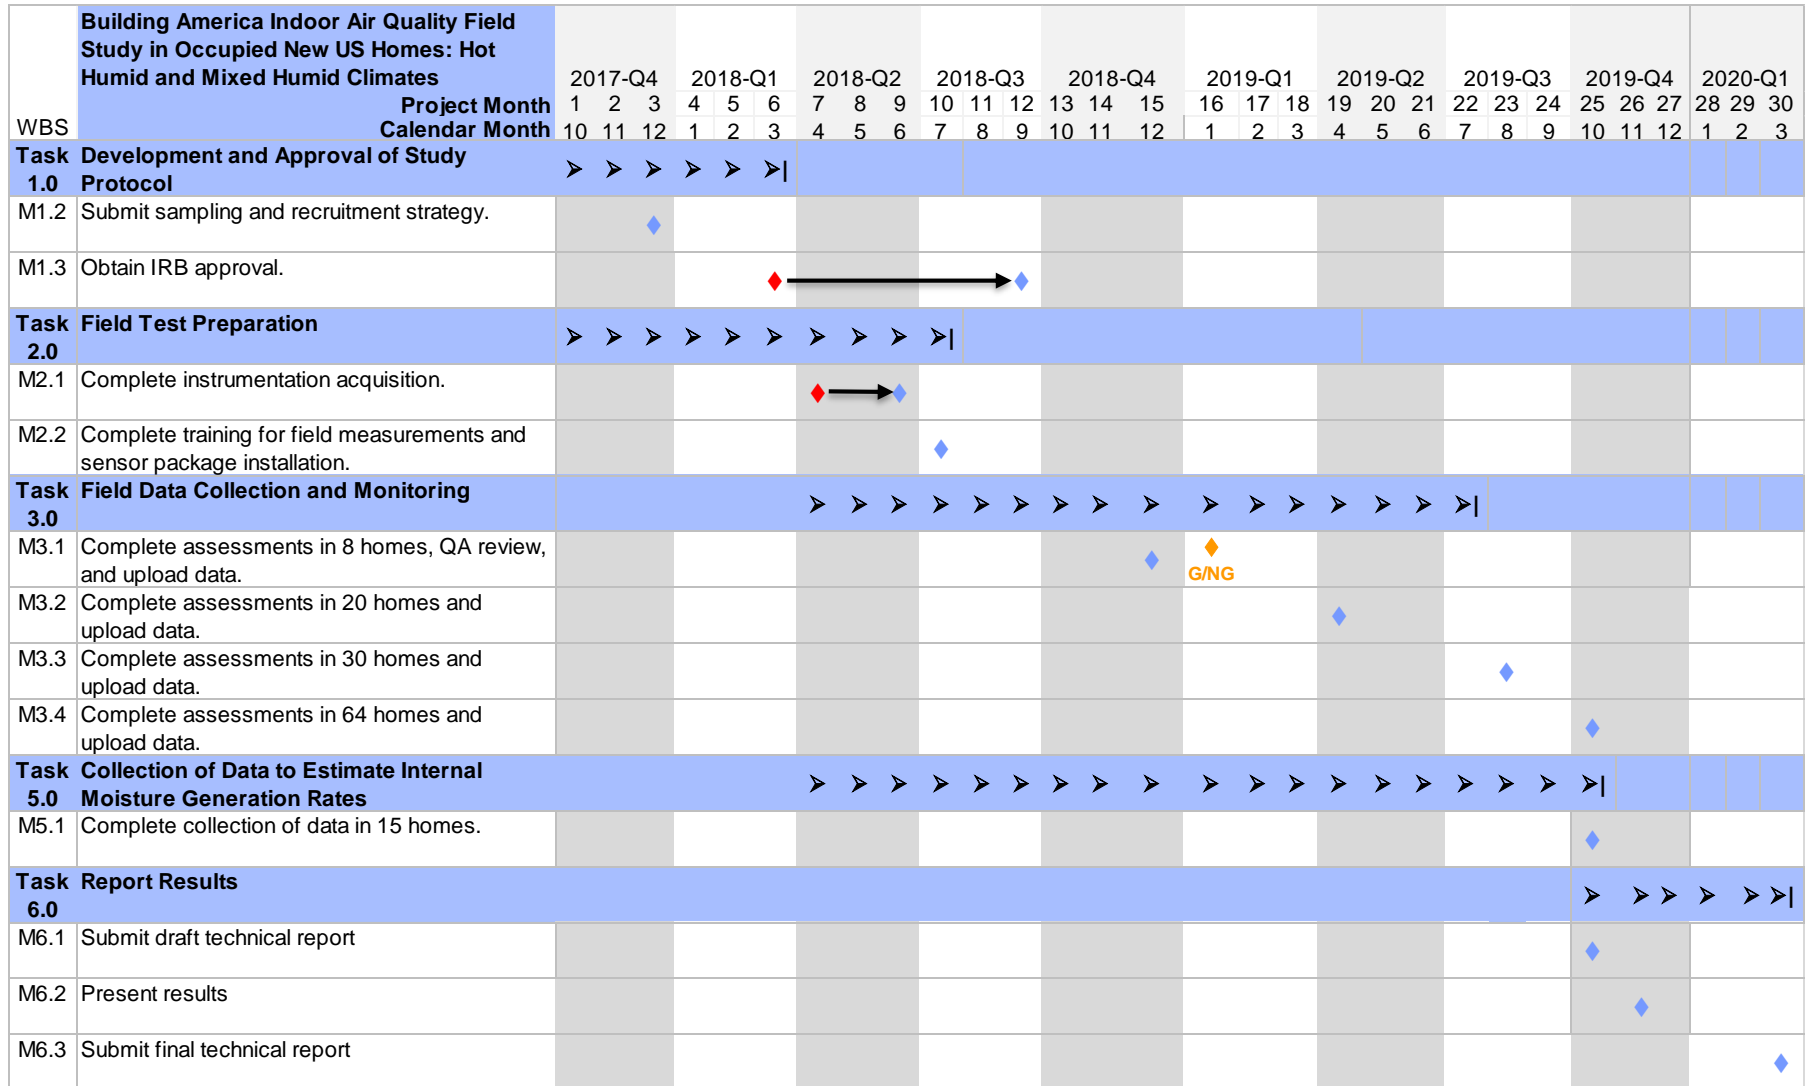 Building America Indoor Air Quality Field
Study in Occupied New US Homes: Hot
Humid and Mixed Humid Climates
2017-Q4 2018-Q1 2018-Q2 2018-Q3 2018-Q4 2019-Q1 2019-Q2 2019-Q3 2019-Q4 2020-Q1
Project Month 1 2 3 4 5 6 7 8 9 10 11 12 13 14 15 16 17 18 19 20 21 22 23 24 25 26 27 28 29 30
WBS Calendar Month 10 11 12 1 2 3 4 5 6 7 8 9 10 11 12 1 2 3 4 5 6 7 8 9 10 11 12 1 2 3
Task 1.0 Development and Approval of Study
Protocol
M1.2 Submit sampling and recruitment strategy.
M1.3 Obtain IRB approval.
Task 2.0 Field Test Preparation
M2.1 Complete instrumentation acquisition.
M2.2 Complete training for field measurements and
sensor package installation.
Task 3.0 Field Data Collection and Monitoring
M3.1 Complete assessments in 8 homes, QA review,
and upload data.
G/NG
M3.2 Complete assessments in 20 homes and
upload data.
M3.3 Complete assessments in 30 homes and
upload data.
M3.4 Complete assessments in 64 homes and
upload data.
Task 5.0 Collection of Data to Estimate Internal
Moisture Generation Rates
M5.1 Complete collection of data in 15 homes.
Task 6.0 Report Results
M6.1 Submit draft technical report
M6.2 Present results
M6.3 Submit final technical report